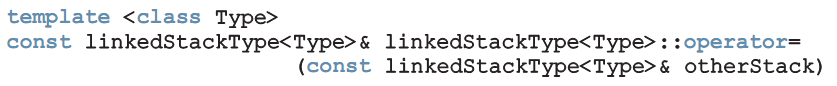 template <class Type>
const linkedStackType<Type>& linkedStackType<Type>::operator=
(const linkedStackType<Type>& otherStack)